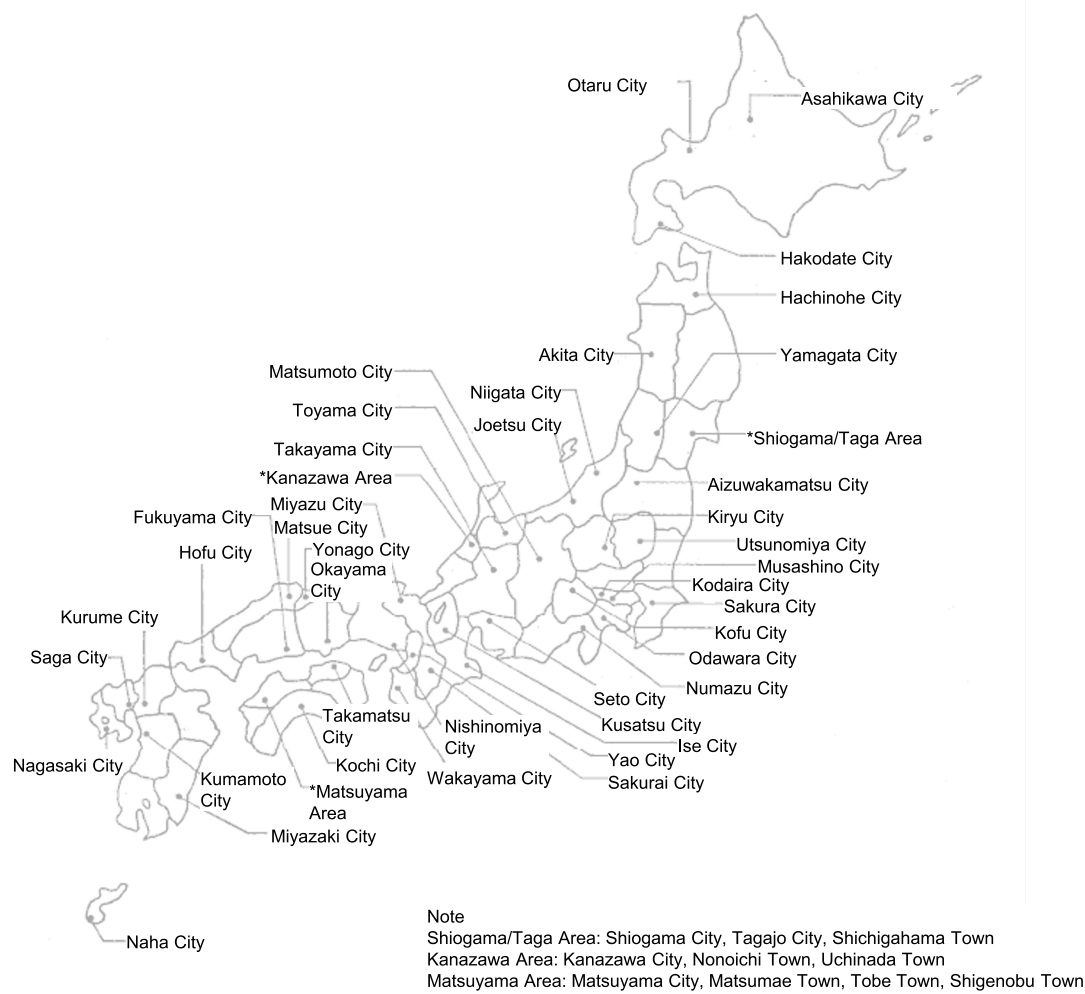 Otaru City
Asahikawa City
Hakodate City
Hachinohe City
Akita City
Yamagata City
Matsumoto City
Niigata City
Toyama City
Joetsu City
*Shiogama/Taga Area
Takayama City
*Kanazawa Area
Aizuwakamatsu City
Miyazu City
Fukuyama City
Kiryu City
Matsue City
Utsunomiya City
Hofu City
Yonago City
Okayama
City
Musashino City
Kodaira City
Sakura City
Kurume City
Kofu City
Saga City
Odawara City
Numazu City
Seto City
Takamatsu
City
Nishinomiya
City
Kusatsu City
Ise City
Nagasaki City
Kochi City
Yao City
Kumamoto
City
Wakayama City
Sakurai City
*Matsuyama
Area
Miyazaki City
Naha City
Note
Shiogama/Taga Area: Shiogama City, Tagajo City, Shichigahama Town
Kanazawa Area: Kanazawa City, Nonoichi Town, Uchinada Town
Matsuyama Area: Matsuyama City, Matsumae Town, Tobe Town, Shigenobu Town